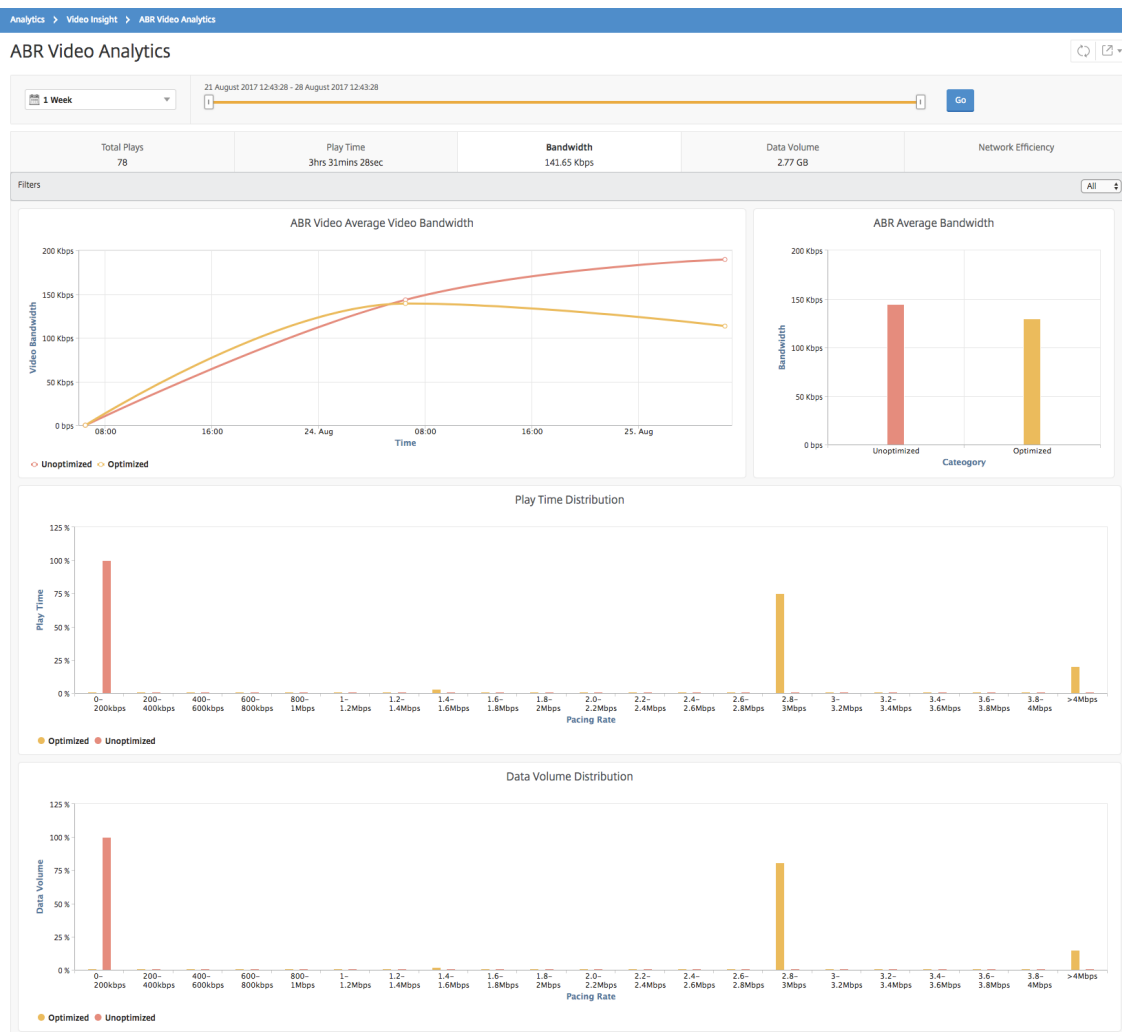 Analytics > Video Insight > ABR Video Analytics
ABR Video Analytics
1 Week
21 August 2017 12:43:28 - 28 August 2017 12:43:28
Go
Total Plays
78
Play Time
3hrs 31mins 28sec
Bandwidth
141.65 Kbps
Data Volume
2.77 GB
Network Efficiency
Filters
All
ABR Video Average Video Bandwidth
200 Kbps
150 Kbps
100 Kbps
50 Kbps
0 bps
Video Bandwidth
08:00 16:00 24. Aug 08:00 16:00 25. Aug
Time
Unoptimized Optimized
ABR Average Bandwidth
200 Kbps
150 Kbps
100 Kbps
50 Kbps
0 bps
Bandwidth
Unoptimized Optimized
Cateogory
Play Time Distribution
125 %
100 %
75 %
50 %
25 %
0 %
Play Time
0– 200– 400– 600– 800– 1– 1.2– 1.4– 1.6– 1.8– 2.0– 2.2– 2.4– 2.6– 2.8– 3– 3.2– 3.4– 3.6– 3.8– >4Mbps
200kbps 400kbps 600kbps 800kbps 1Mbps 1.2Mbps 1.4Mbps 1.6Mbps 1.8Mbps 2Mbps 2.2Mbps 2.4Mbps 2.6Mbps 2.8Mbps 3Mbps 3.2Mbps 3.4Mbps 3.6Mbps 3.8Mbps 4Mbps
Pacing Rate
Optimized Unoptimized
Data Volume Distribution
125 %
100 %
75 %
50 %
25 %
0 %
Data Volume
0– 200– 400– 600– 800– 1– 1.2– 1.4– 1.6– 1.8– 2.0– 2.2– 2.4– 2.6– 2.8– 3– 3.2– 3.4– 3.6– 3.8– >4Mbps
200kbps 400kbps 600kbps 800kbps 1Mbps 1.2Mbps 1.4Mbps 1.6Mbps 1.8Mbps 2Mbps 2.2Mbps 2.4Mbps 2.6Mbps 2.8Mbps 3Mbps 3.2Mbps 3.4Mbps 3.6Mbps 3.8Mbps 4Mbps
Pacing Rate
Optimized Unoptimized